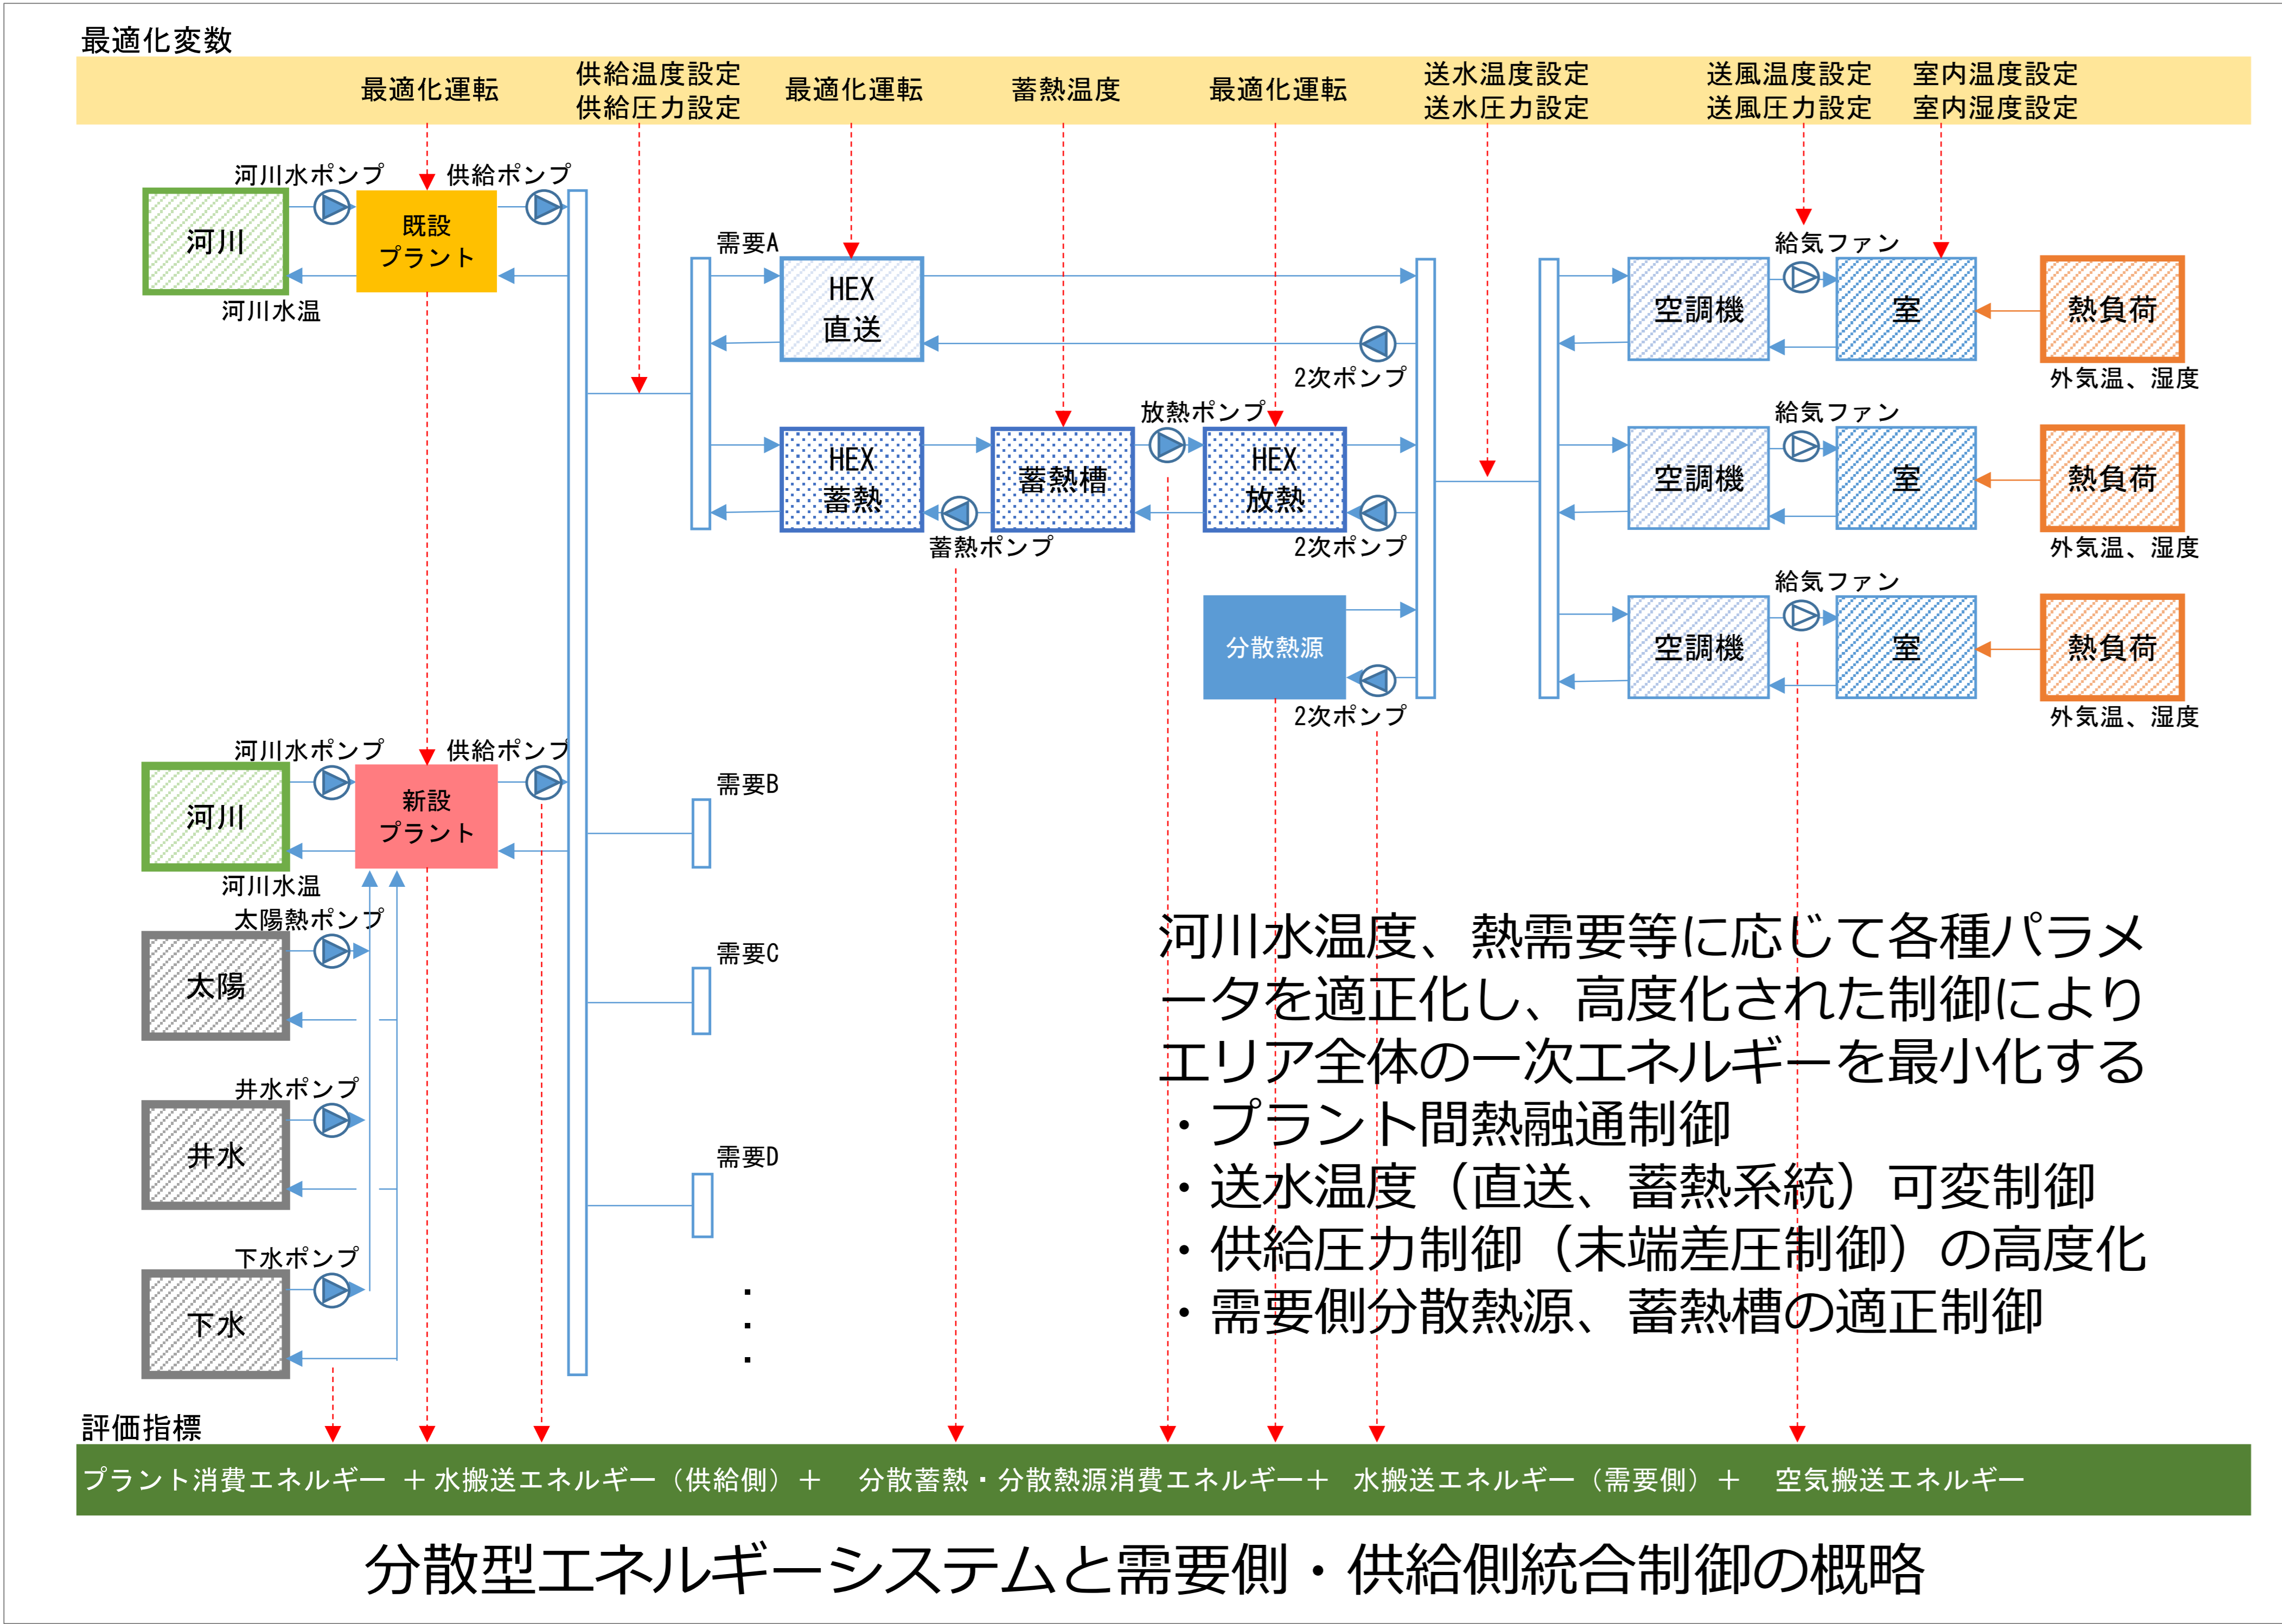 最適化変数
最適化運転
供給温度設定
供給圧力設定
最適化運転
蓄熱温度
最適化運転
送水温度設定
送水圧力設定
送風温度設定
送風圧力設定
室内温度設定
室内湿度設定
河川水ポンプ
供給ポンプ
河川
既設
プラント
河川水温
需要A
HEX
直送
2次ポンプ
給気ファン
空調機
室
熱負荷
外気温、湿度
HEX
蓄熱
蓄熱ポンプ
蓄熱槽
放熱ポンプ
HEX
放熱
2次ポンプ
給気ファン
空調機
室
熱負荷
外気温、湿度
分散熱源
2次ポンプ
給気ファン
空調機
室
熱負荷
外気温、湿度
河川水ポンプ
供給ポンプ
河川
新設
プラント
河川水温
需要B
太陽熱ポンプ
太陽
需要C
井水ポンプ
井水
需要D
下水ポンプ
下水
・
・
・
河川水温度、熱需要等に応じて各種パラメ
ータを適正化し、高度化された制御により
エリア全体の一次エネルギーを最小化する
・プラント間熱融通制御
・送水温度（直送、蓄熱系統）可変制御
・供給圧力制御（末端差圧制御）の高度化
・需要側分散熱源、蓄熱槽の適正制御
評価指標
プラント消費エネルギー ＋水搬送エネルギー（供給側）＋ 分散蓄熱・分散熱源消費エネルギー＋ 水搬送エネルギー（需要側）＋ 空気搬送エネルギー
分散型エネルギーシステムと需要側・供給側統合制御の概略